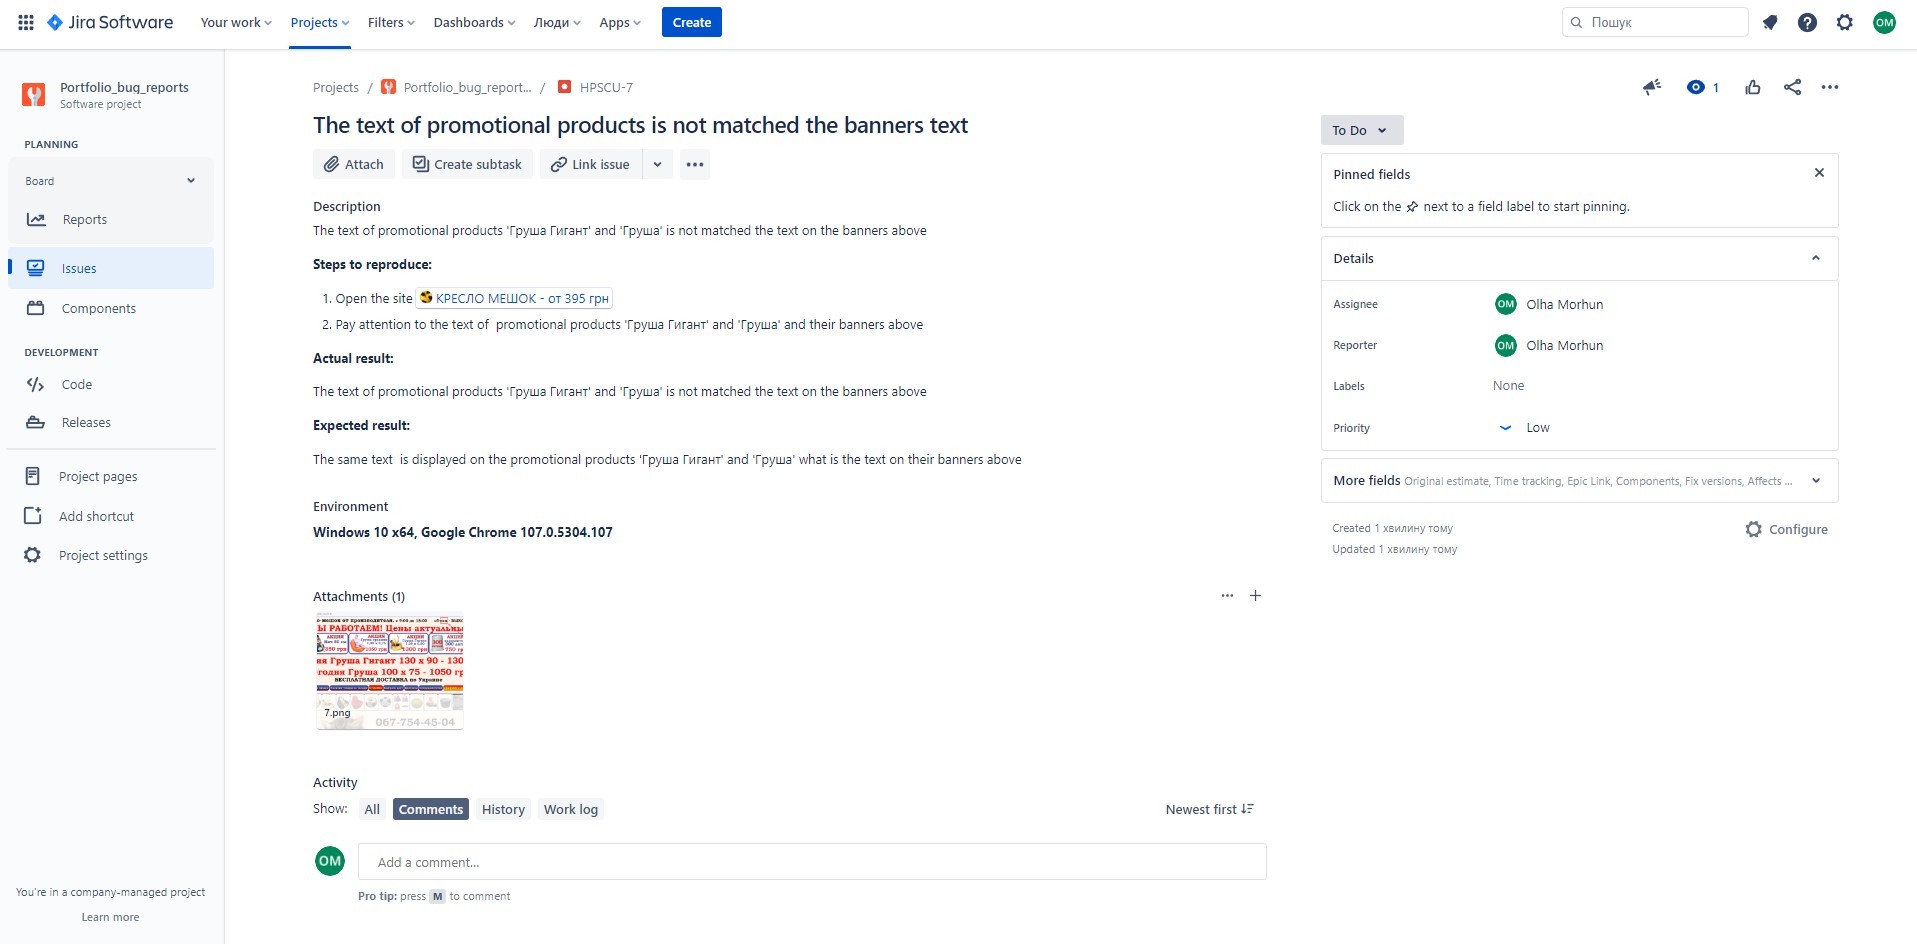 Jira Software Your work Projects Filters Dashboards Люди Apps Create Пошук OM
Portfolio_bug_reports
Software project
PLANNING
Board
Reports
Issues
Components
DEVELOPMENT
Code
Releases
Project pages
Add shortcut
Project settings
You're in a company-managed project
Learn more
Projects / Portfolio_bug_report... / HPSCU-7
The text of promotional products is not matched the banners text
Attach Create subtask Link issue
Description
The text of promotional products 'Груша Гигант' and 'Груша' is not matched the text on the banners above
Steps to reproduce:
1. Open the site КРЕСЛО МЕШОК - от 395 грн
2. Pay attention to the text of promotional products 'Груша Гигант' and 'Груша' and their banners above
Actual result:
The text of promotional products 'Груша Гигант' and 'Груша' is not matched the text on the banners above
Expected result:
The same text is displayed on the promotional products 'Груша Гигант' and 'Груша' what is the text on their banners above
Environment
Windows 10 x64, Google Chrome 107.0.5304.107
Attachments (1)
Ы РАБОТАЕМ! Цены актуальны
ня Груша Гигант 130 x 90 - 130
годня Груша 100 x 75 - 1050 гр
БЕСПЛАТНАЯ ДОСТАВКА по Украине
7.png
067-754-45-04
Activity
Show: All Comments History Work log Newest first
OM Add a comment...
Pro tip: press M to comment
1
To Do
Pinned fields
Click on the next to a field label to start pinning.
Details
Assignee OM Olha Morhun
Reporter OM Olha Morhun
Labels None
Priority Low
More fields Original estimate, Time tracking, Epic Link, Components, Fix versions, Affects ...
Created 1 хвилину тому
Updated 1 хвилину тому
Configure